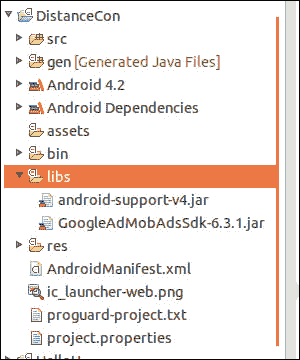 DistanceCon
src
gen [Generated Java Files]
Android 4.2
Android Dependencies
assets
bin
libs
android-support-v4.jar
GoogleAdMobAdsSdk-6.3.1.jar
res
AndroidManifest.xml
ic_launcher-web.png
proguard-project.txt
project.properties